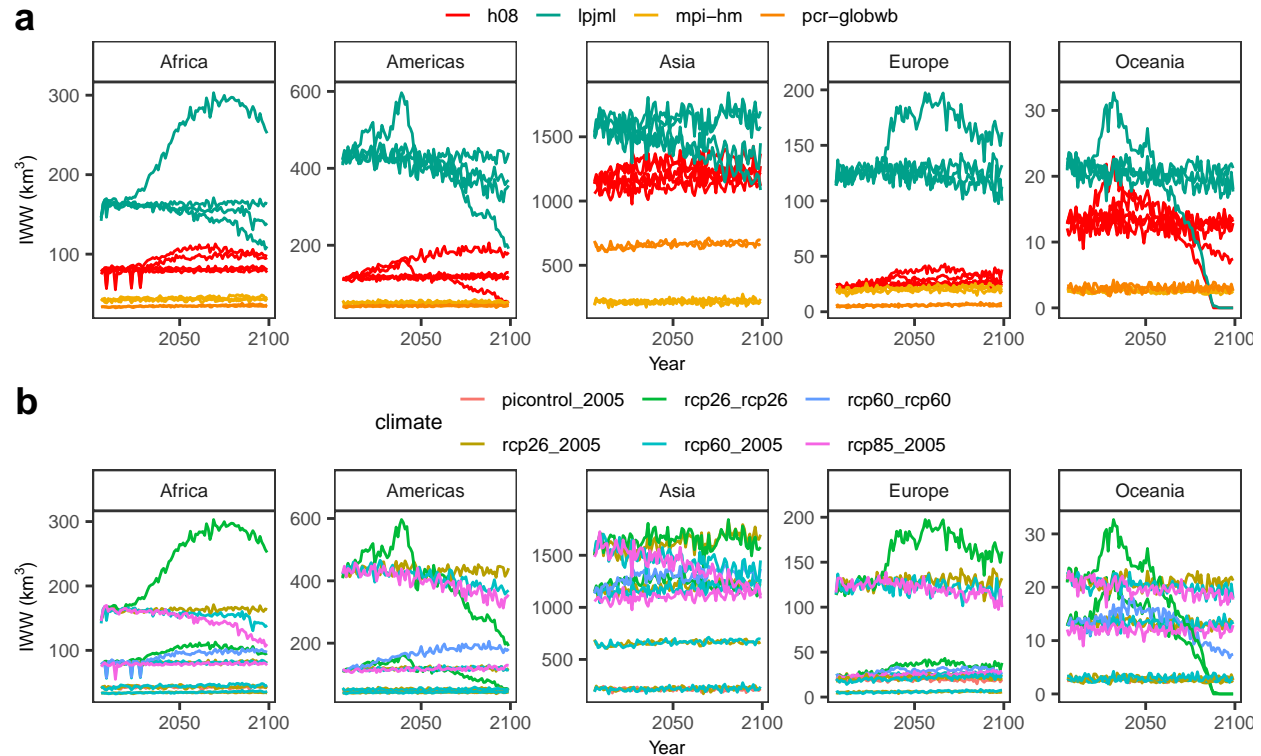 a
h08 lpjml mpi−hm pcr−globwb
Africa Americas Asia Europe Oceania
IWW (km³)
300
200
100
600
400
200
1500
1000
500
200
150
100
50
0
30
20
10
0
2050 2100 2050 2100 2050 2100 2050 2100 2050 2100
Year
b
climate
picontrol_2005 rcp26_rcp26 rcp60_rcp60
rcp26_2005 rcp60_2005 rcp85_2005
Africa Americas Asia Europe Oceania
IWW (km³)
300
200
100
600
400
200
1500
1000
500
200
150
100
50
0
30
20
10
0
2050 2100 2050 2100 2050 2100 2050 2100 2050 2100
Year